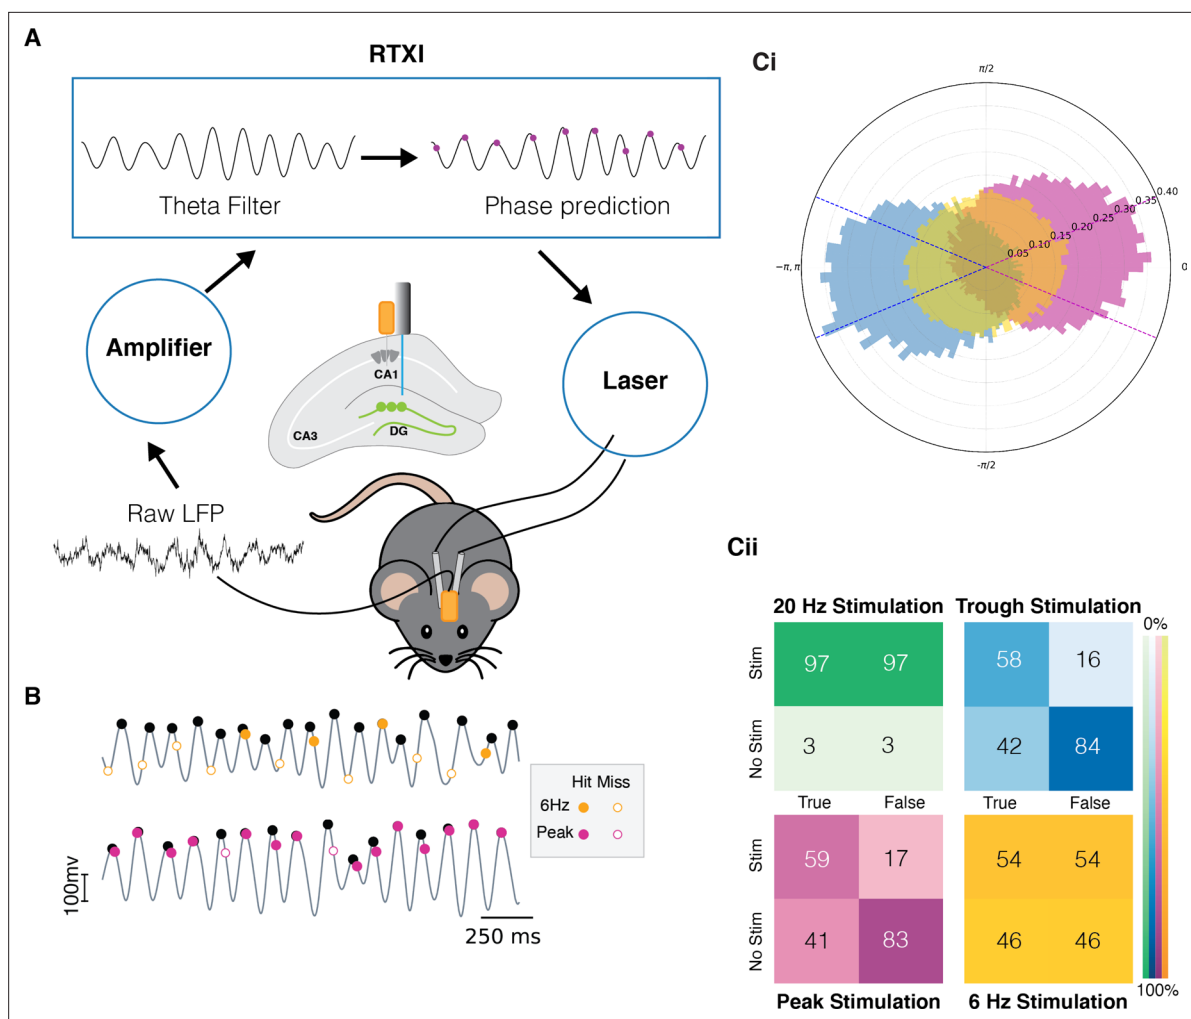 A
RTXI
Theta Filter
Phase prediction
Amplifier
Laser
CA1
CA3
DG
Raw LFP
B
Hit Miss
6Hz
Peak
100mv
250 ms
Ci
π/2
0.40
0.35
0.30
0.25
0.20
0.15
0.10
0.05
−π, π
0
-π/2
Cii
20 Hz Stimulation
Trough Stimulation
0%
Stim
97 97
58 16
No Stim
3 3
42 84
True False
True False
Stim
59 17
54 54
No Stim
41 83
46 46
100%
Peak Stimulation
6 Hz Stimulation